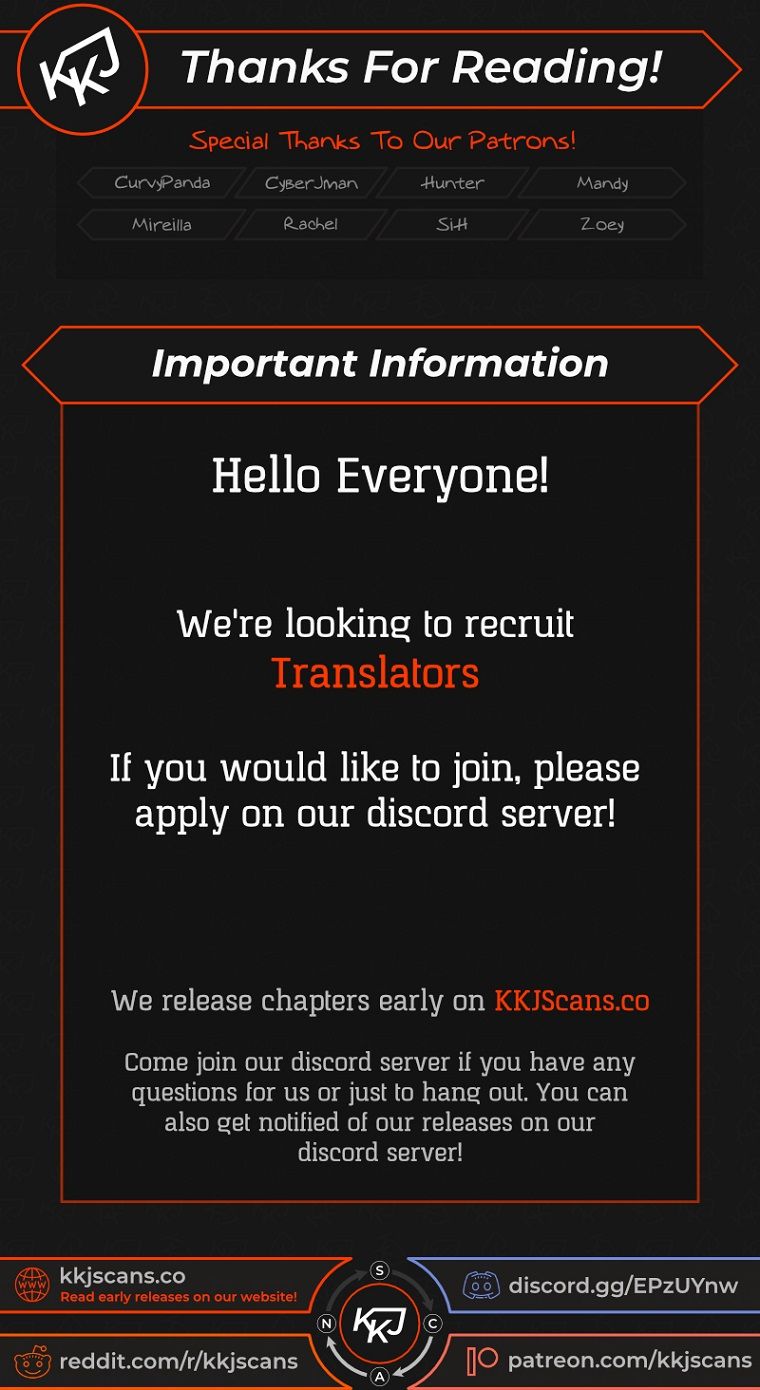 KKJ
Thanks For Reading!
Special Thanks To Our Patrons!
CurvyPanda CyberJman Hunter Mandy
Mireilla Rachel SiH Zoey
Important Information
Hello Everyone!
We're looking to recruit
Translators
If you would like to join, please
apply on our discord server!
We release chapters early on KKJScans.co
Come join our discord server if you have any
questions for us or just to hang out. You can
also get notified of our releases on our
discord server!
WWW
kkjscans.co
Read early releases on our website!
S
discord.gg/EPzUYnw
N
KKJ
C
reddit.com/r/kkjscans
A
patreon.com/kkjscans